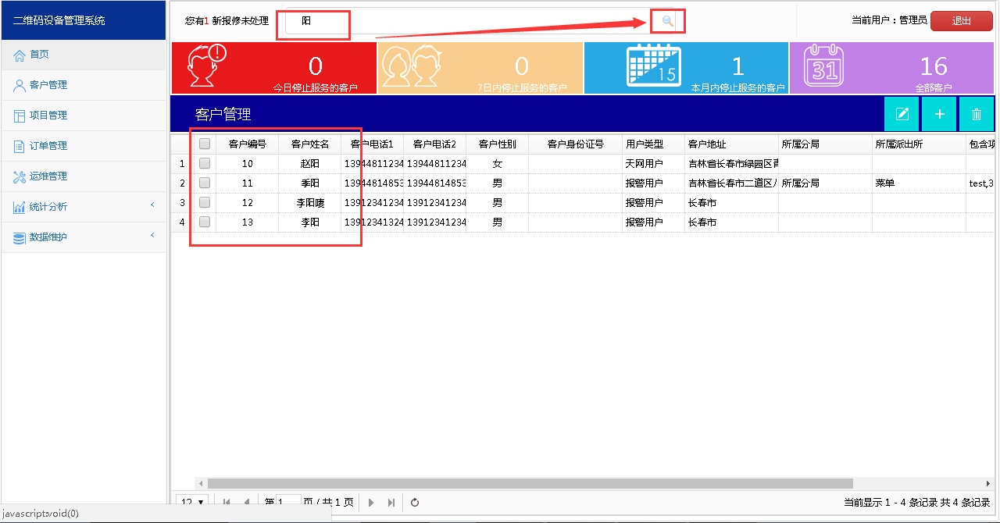 二维码设备管理系统
您有1 新报修未处理
阳
当前用户：管理员
退出
首页
客户管理
项目管理
订单管理
运维管理
统计分析
数据维护
0
今日停止服务的客户
0
7日内停止服务的客户
15
1
本月内停止服务的客户
31
16
全部客户
客户管理
客户编号 客户姓名 客户电话1 客户电话2 客户性别 客户身份证号 用户类型 客户地址 所属分局 所属派出所 包含项
1 10 赵阳 13944811234 13944811234 女 天网用户 吉林省长春市绿园区
2 11 季阳 13944814853 13944814853 男 报警用户 吉林省长春市二道区 所属分局 菜单 test,3
3 12 李阳 13912341234 13912341234 男 报警用户 长春市
4 13 李阳 13912341324 13912341234 男 报警用户 长春市
12 第 1 页 / 共 1 页
当前显示 1 - 4 条记录 共 4 条记录
javascript:void(0)